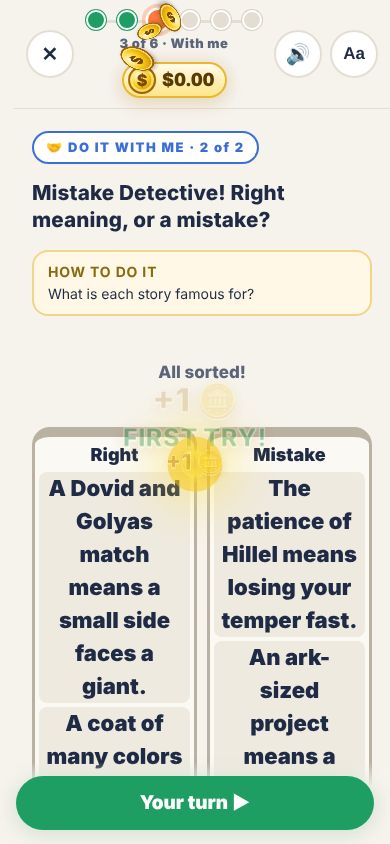 3 of 6 · With me
$0.00
Aa
DO IT WITH ME · 2 of 2
Mistake Detective! Right
meaning, or a mistake?
HOW TO DO IT
What is each story famous for?
All sorted!
+1
FIRST TRY!
+1
Right
A Dovid and
Golyas
match
means a
small side
faces a
giant.
A coat of
many colors
Mistake
The
patience of
Hillel means
losing your
temper fast.
An ark-
sized
project
means a
Your turn ▶